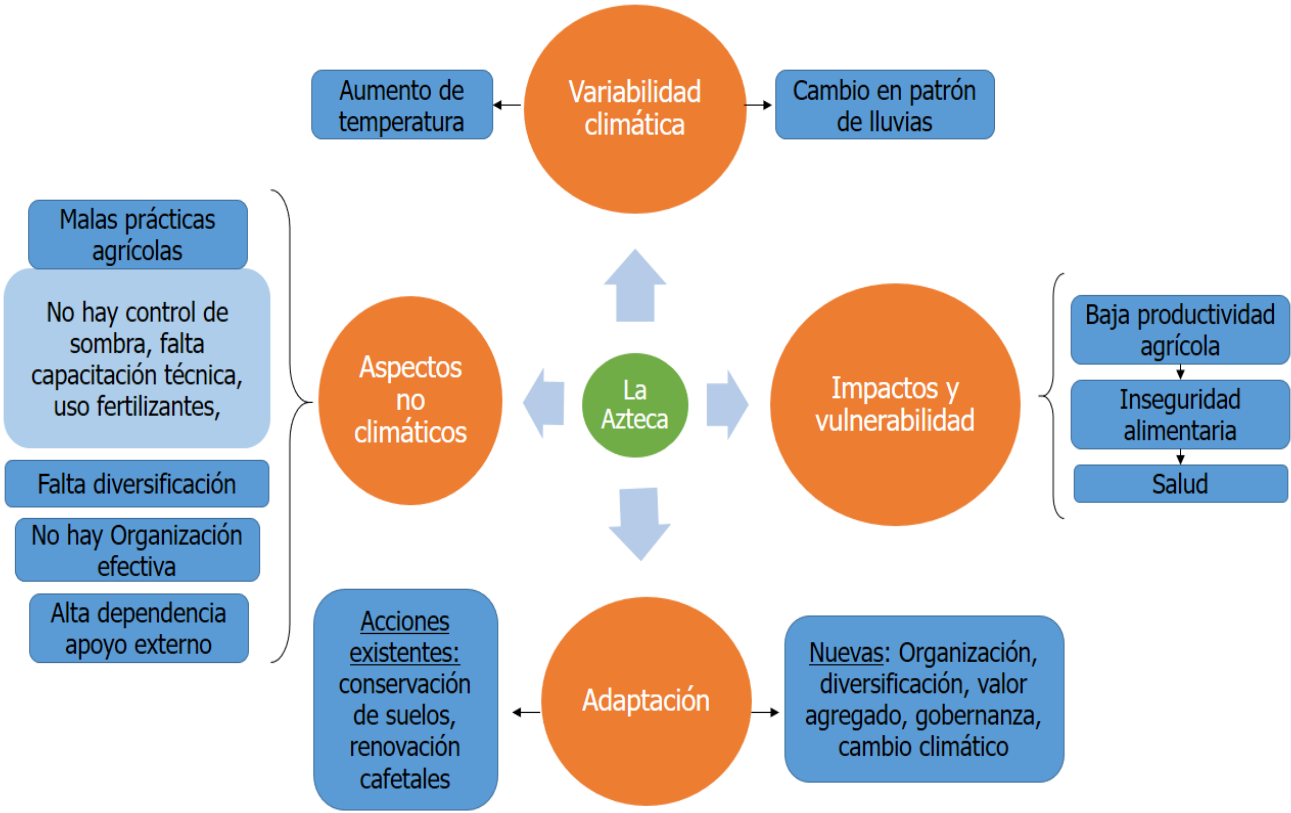 Variabilidad
climática
Aumento de
temperatura
Cambio en patrón
de lluvias
Malas prácticas
agrícolas
No hay control de
sombra, falta
capacitación técnica,
uso fertilizantes,
Falta diversificación
No hay Organización
efectiva
Alta dependencia
apoyo externo
Aspectos
no
climáticos
La
Azteca
Impactos y
vulnerabilidad
Baja productividad
agrícola
Inseguridad
alimentaria
Salud
Acciones
existentes:
conservación
de suelos,
renovación
cafetales
Adaptación
Nuevas: Organización,
diversificación, valor
agregado, gobernanza,
cambio climático